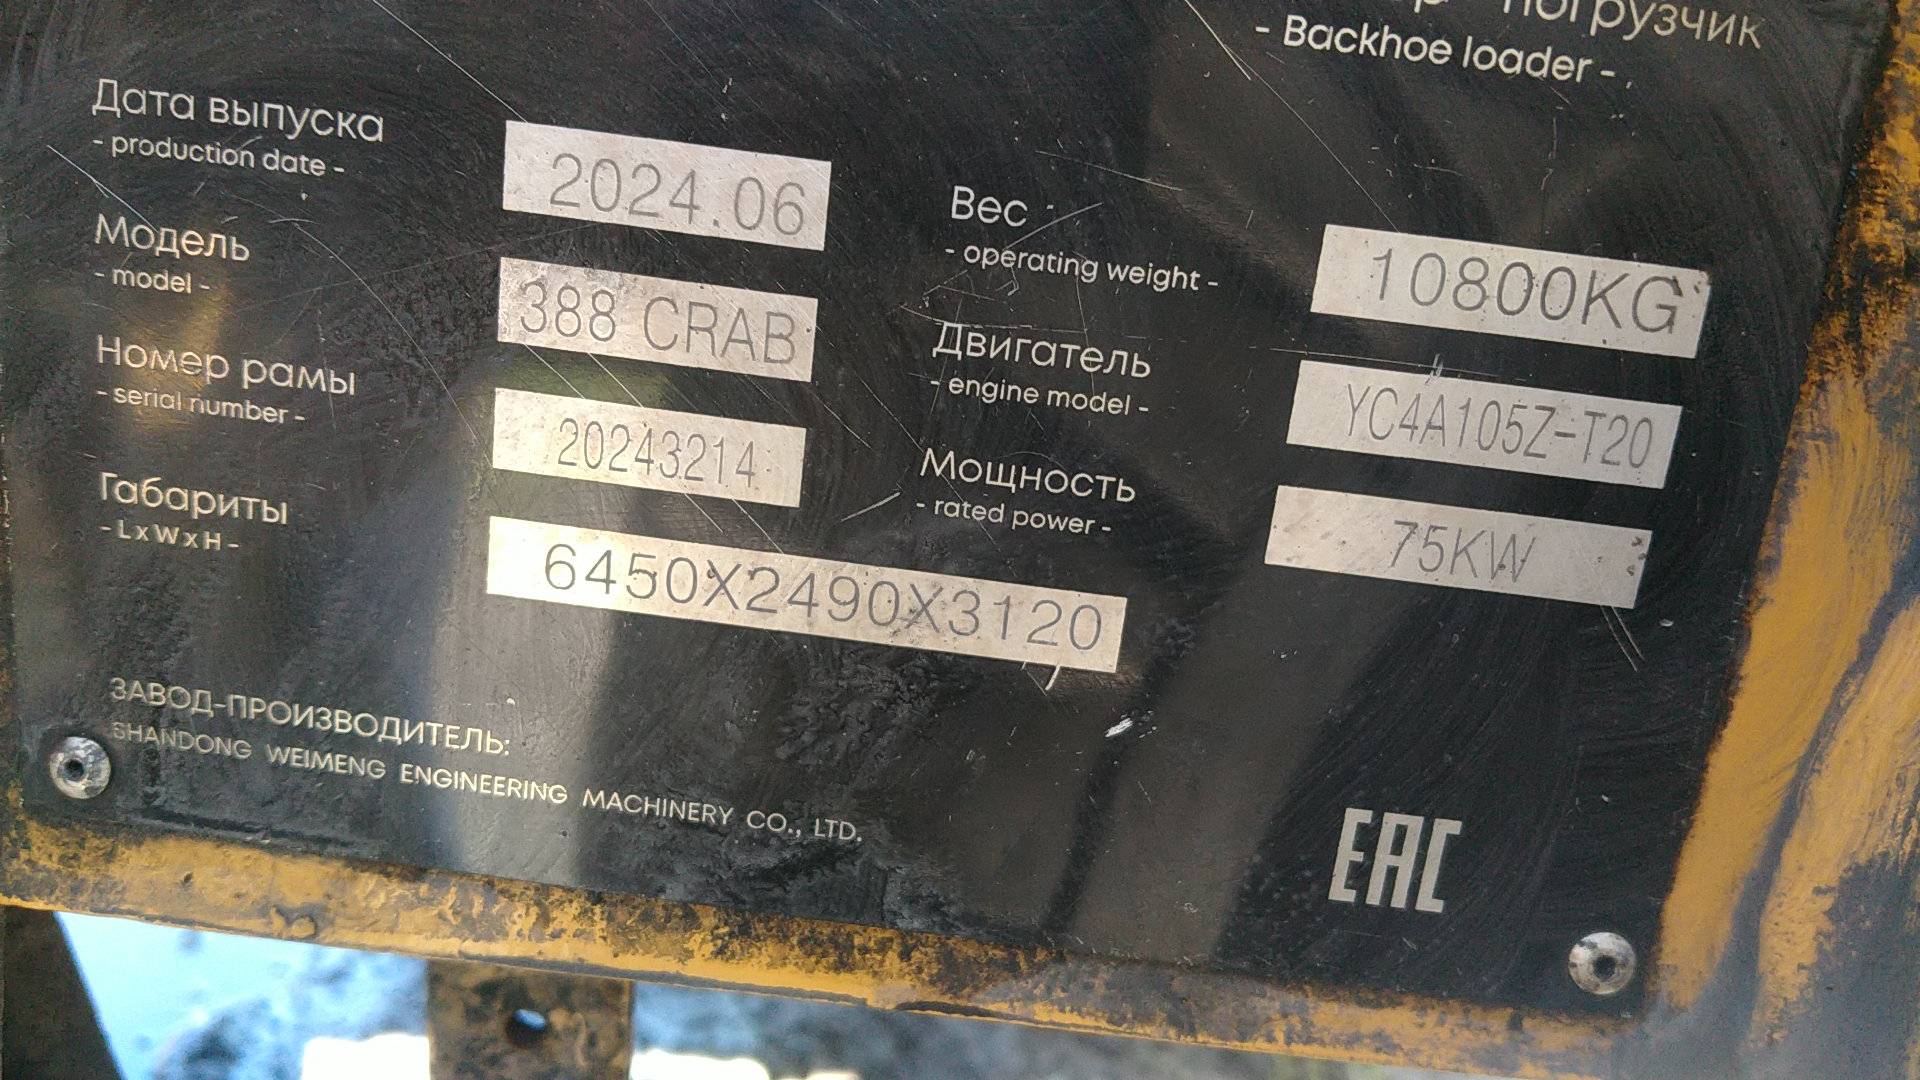 погрузчик
- Backhoe loader -
Дата выпуска
- production date -
2024.06
Модель
- model -
388 CRAB
Номер рамы
- serial number -
20243214
Габариты
- L x W x H -
6450X2490X3120
Вес
- operating weight -
10800KG
Двигатель
- engine model -
YC4A105Z-T20
Мощность
- rated power -
75KW
ЗАВОД-ПРОИЗВОДИТЕЛЬ:
SHANDONG WEIMENG ENGINEERING MACHINERY CO., LTD.
EAC